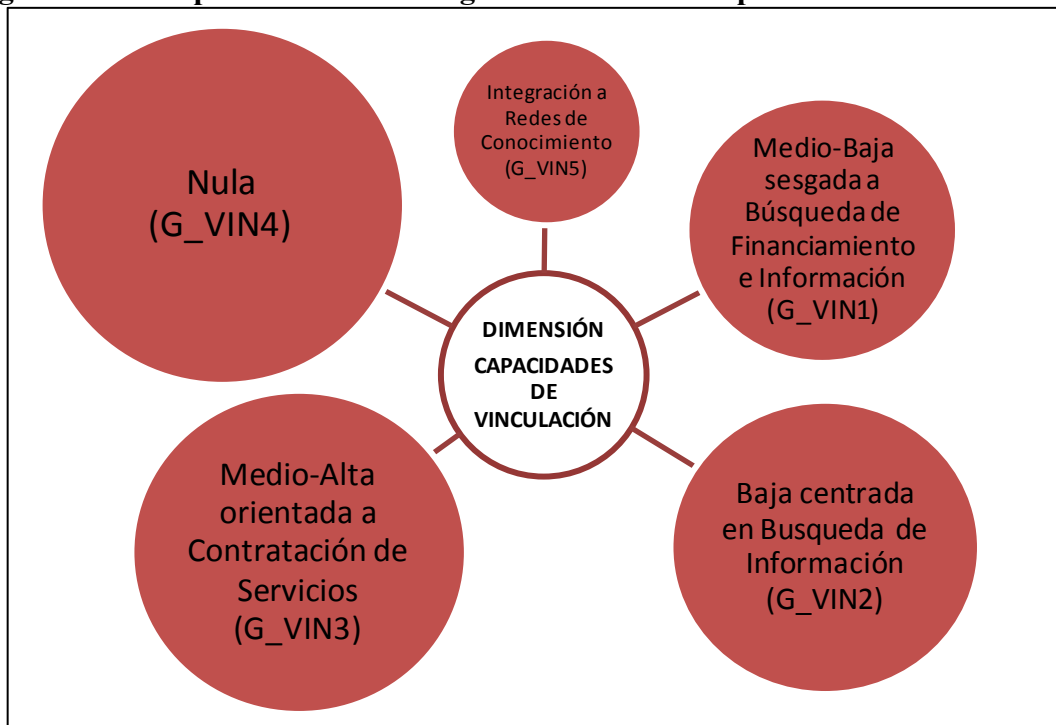 Integración a
Redes de
Conocimiento
(G_VIN5)
Nula
(G_VIN4)
Medio-Baja
sesgada a
Búsqueda de
Financiamiento
e Información
(G_VIN1)
DIMENSIÓN
CAPACIDADES
DE
VINCULACIÓN
Medio-Alta
orientada a
Contratación de
Servicios
(G_VIN3)
Baja centrada
en Busqueda de
Información
(G_VIN2)